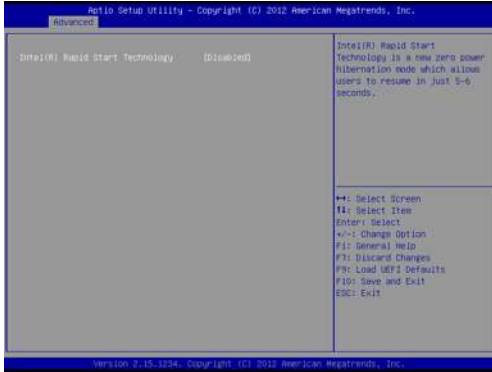 Aptio Setup Utility - Copyright (C) 2012 American Megatrends, Inc.
Advanced
Intel(R) Rapid Start Technology [Disabled]
Intel(R) Rapid Start
Technology is a new zero power
hibernation mode which allows
users to resume in just 5-6
seconds.
↔: Select Screen
↑↓: Select Item
Enter: Select
+/-: Change Option
F1: General Help
F7: Discard Changes
F9: Load UEFI Defaults
F10: Save and Exit
ESC: Exit
Version 2.15.1234. Copyright (C) 2012 American Megatrends, Inc.